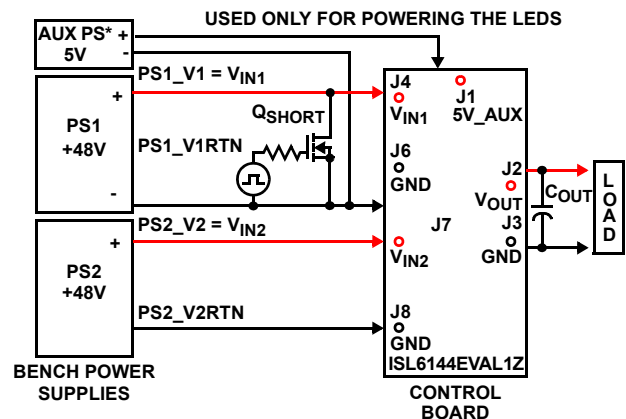 USED ONLY FOR POWERING THE LEDS
AUX PS* +
5V -
+
PS1
+48V
-
PS1_V1 = VIN1
QSHORT
PS1_V1RTN
PS2_V2 = VIN2
+
PS2
+48V
PS2_V2RTN
BENCH POWER
SUPPLIES
J4
VIN1
J1
5V_AUX
J6
GND
J2
VOUT
J7
J3
GND
VIN2
J8
GND
ISL6144EVAL1Z
CONTROL
BOARD
COUT
LOAD